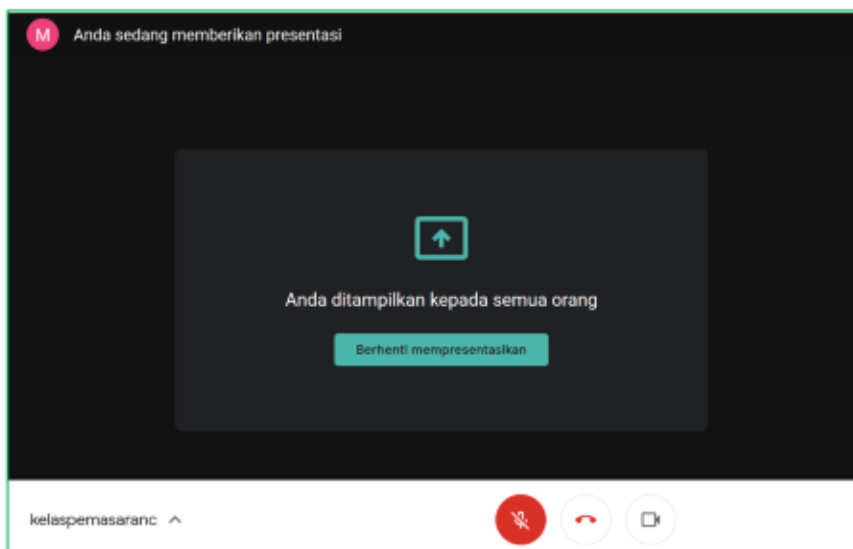 M
Anda sedang memberikan presentasi
Anda ditampilkan kepada semua orang
Berhenti mempresentasikan
kelaspemasaranc